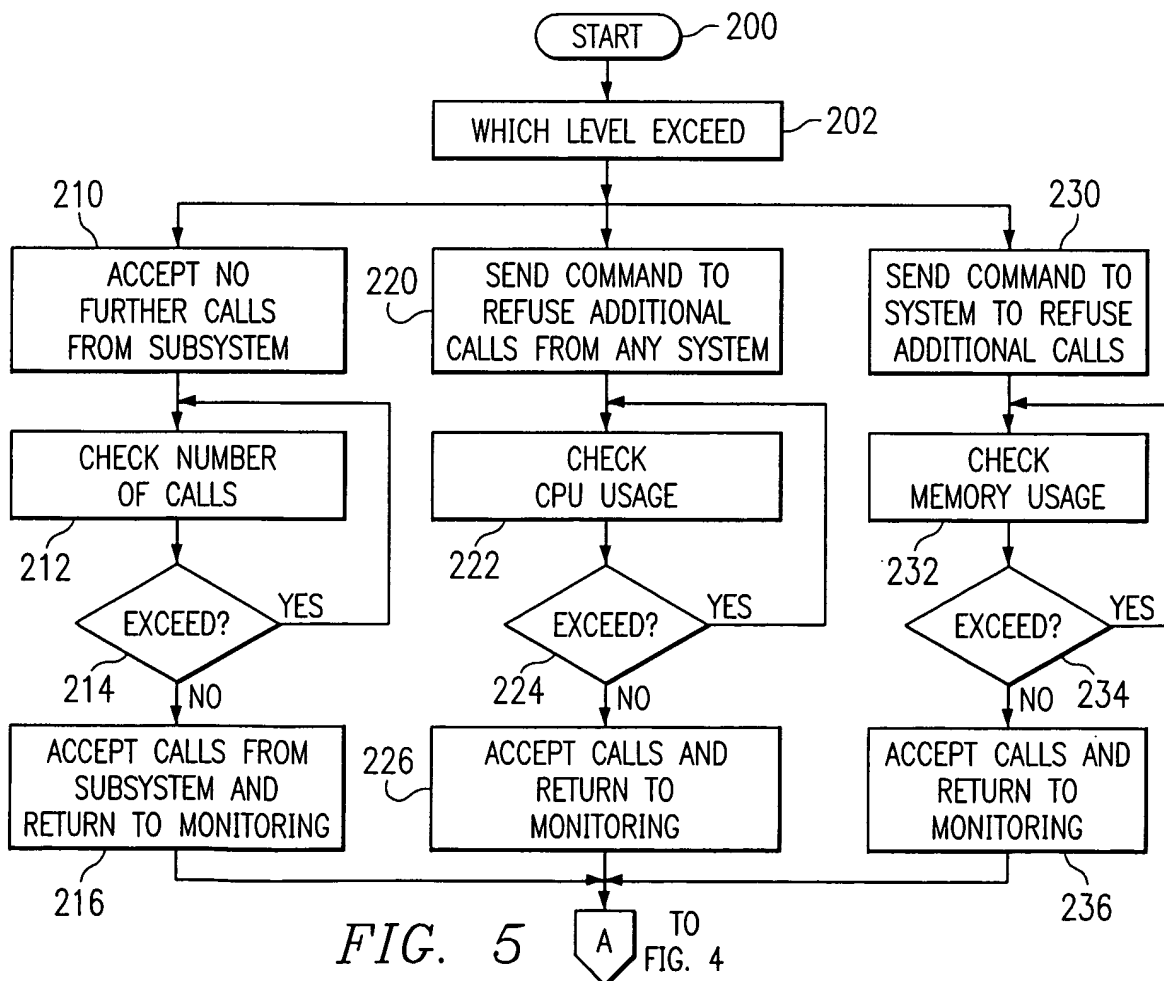 START
200
WHICH LEVEL EXCEED
202
210
ACCEPT NO
FURTHER CALLS
FROM SUBSYSTEM
220
SEND COMMAND TO
REFUSE ADDITIONAL
CALLS FROM ANY SYSTEM
230
SEND COMMAND TO
SYSTEM TO REFUSE
ADDITIONAL CALLS
CHECK NUMBER
OF CALLS
212
CHECK
CPU USAGE
222
CHECK
MEMORY USAGE
232
EXCEED?
YES
214
NO
EXCEED?
YES
224
NO
EXCEED?
YES
234
NO
ACCEPT CALLS FROM
SUBSYSTEM AND
RETURN TO MONITORING
216
226
ACCEPT CALLS AND
RETURN TO
MONITORING
ACCEPT CALLS AND
RETURN TO
MONITORING
236
FIG. 5
A
TO
FIG. 4